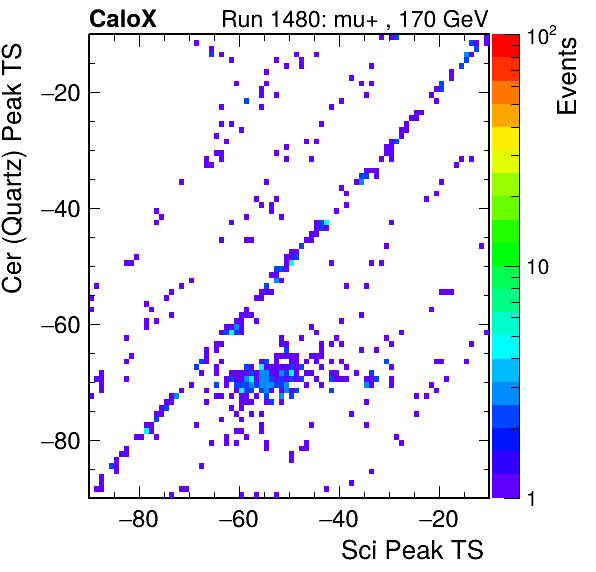 CaloX Run 1480: mu+ , 170 GeV
Cer (Quartz) Peak TS
−20
−40
−60
−80
−80 −60 −40 −20
Sci Peak TS
10²
10
1
Events